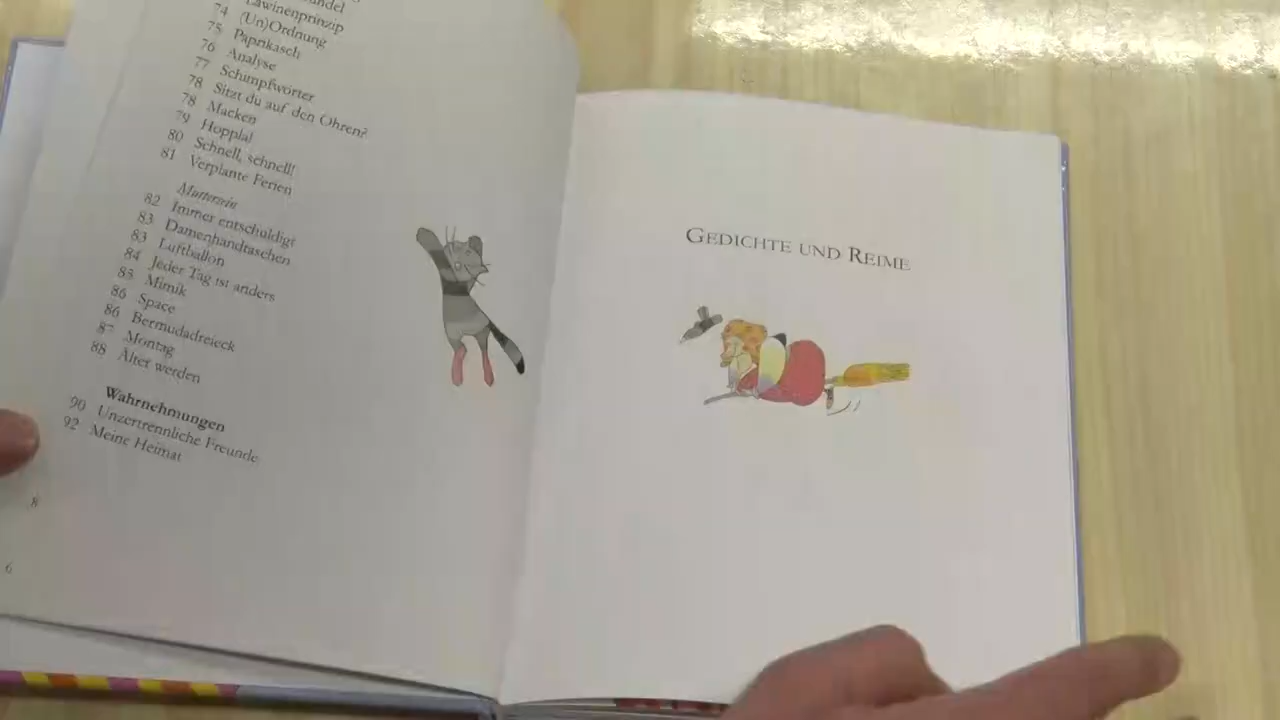 74 Lawinenprinzip
75 (Un)Ordnung
76 Paprikasch
77 Analyse
78 Schimpfwörter
78 Sitzt du auf den Ohren?
79 Macken
80 Hoppla!
81 Schnell, schnell!
Verplante Ferien
Marterein
82 Immer entschuldigt
83 Damenhandtaschen
83 Luftballon
84 Jeder Tag ist anders
85 Mimik
86 Space
86 Bermudadreieck
87 Montag
88 Älter werden
Wahrnehmungen
90 Unzertrennliche Freunde
92 Meine Heimat
8
6
GEDICHTE UND REIME